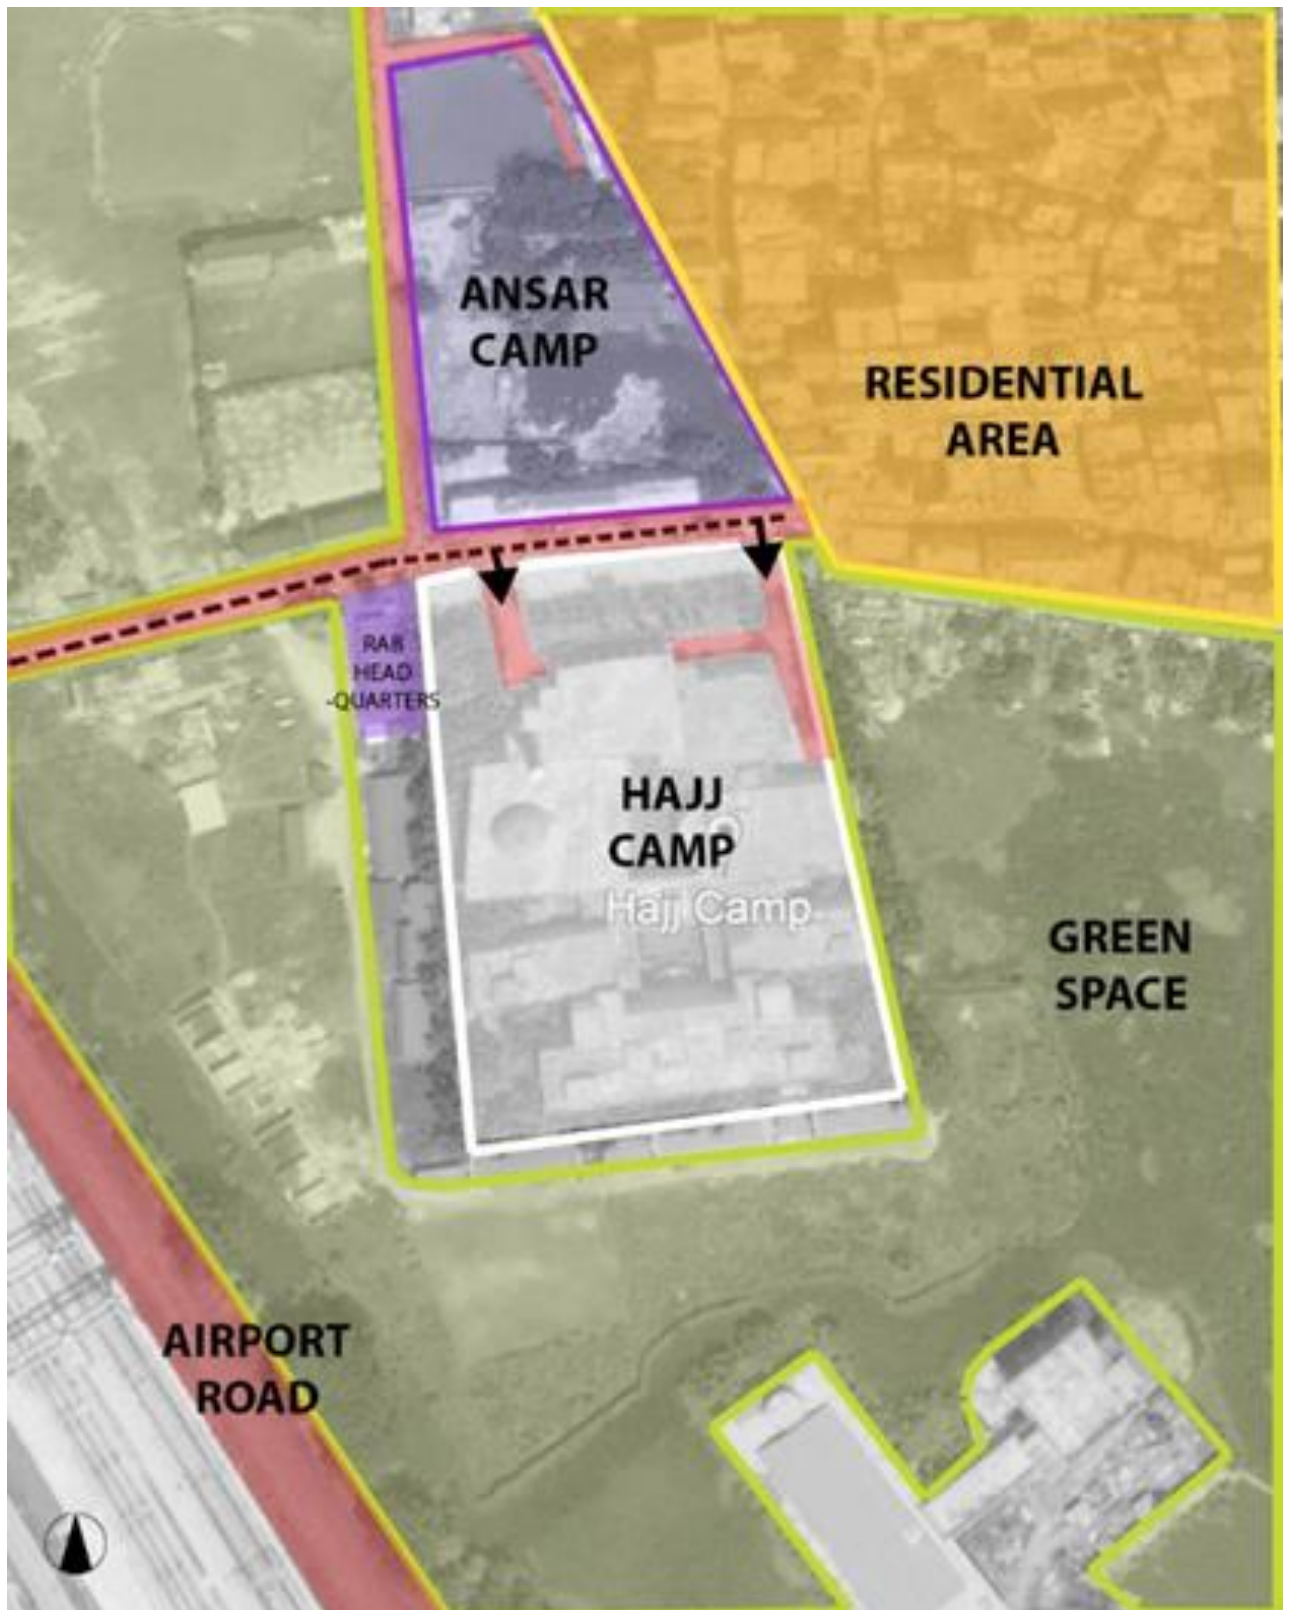 ANSAR
CAMP
RESIDENTIAL
AREA
RAB
HEAD
-QUARTERS
HAJJ
CAMP
Hajj Camp
GREEN
SPACE
AIRPORT
ROAD